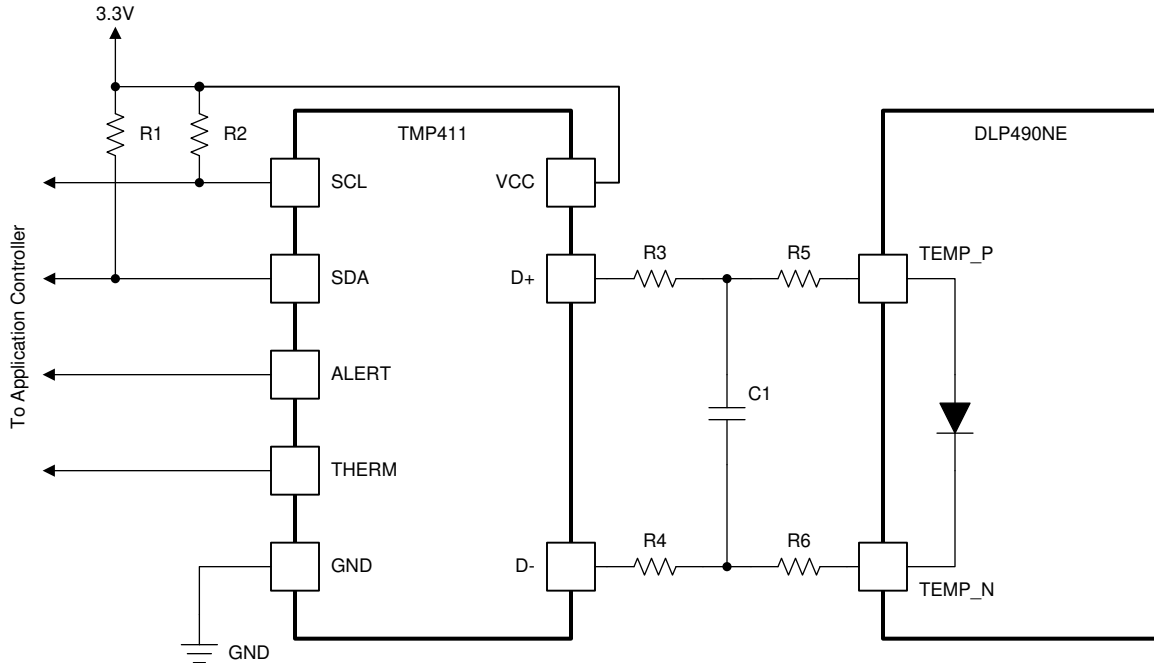 3.3V
R1
R2
TMP411
DLP490NE
SCL
VCC
To Application Controller
SDA
D+
R3
R5
TEMP_P
ALERT
C1
THERM
GND
D-
R4
R6
TEMP_N
GND